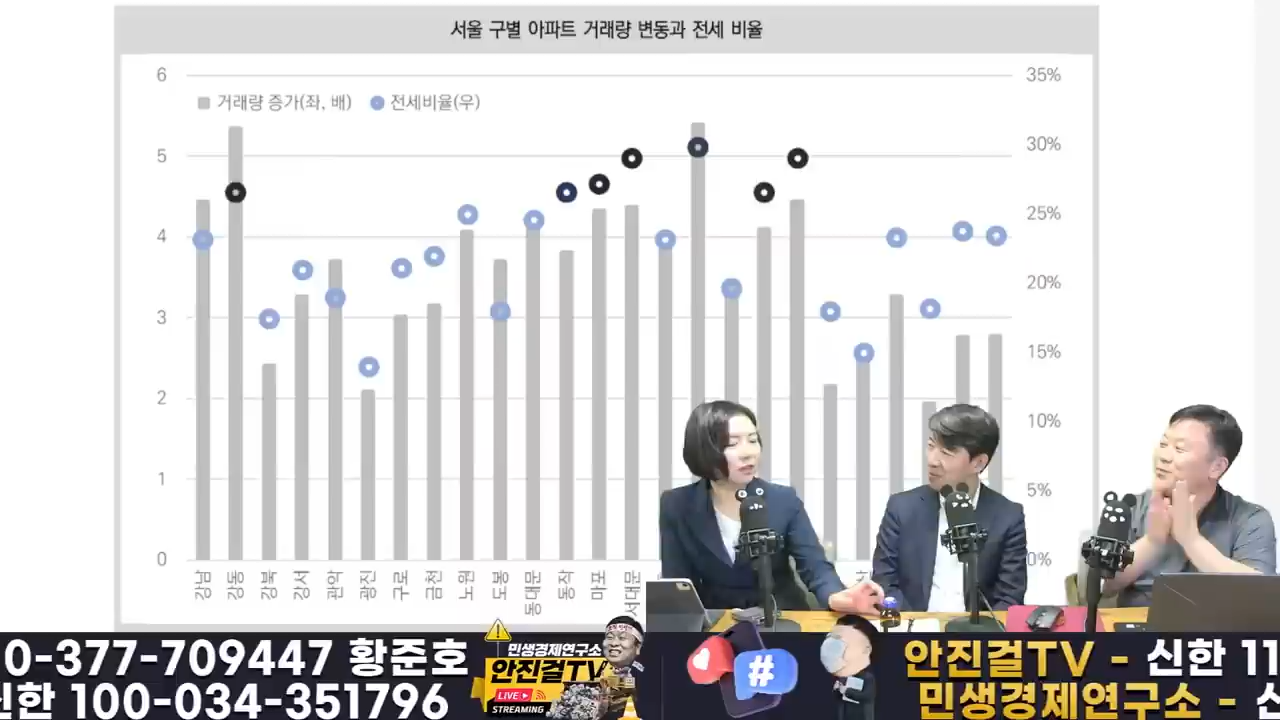 서울 구별 아파트 거래량 변동과 전세 비율
6
35%
거래량 증가(좌, 배)
전세비율(우)
5
30%
25%
4
20%
3
15%
2
10%
1
5%
0
0%
강남
강동
강북
강서
관악
광진
구로
금천
노원
도봉
동대문
동작
마포
서대문
0-377-709447 황준호
신한 100-034-351796
민생경제연구소
안진걸TV
LIVE
STREAMING
#
안진걸TV - 신한 11
민생경제연구소 -